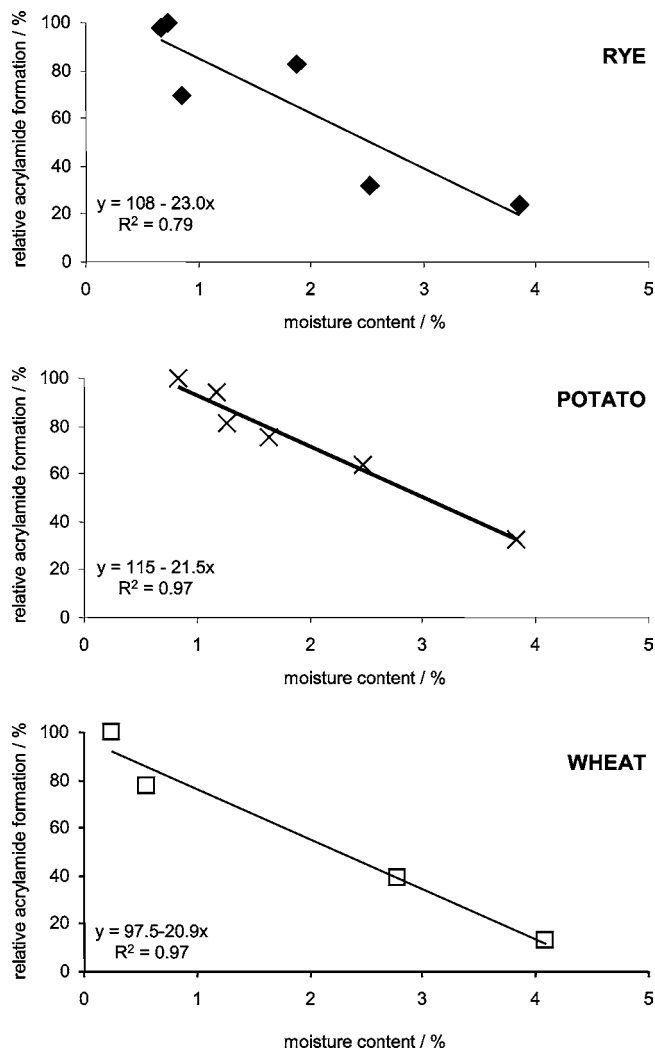 relative acrylamide formation / %
100
80
60
40
20
0
RYE
y = 108 - 23.0x
R² = 0.79
0 1 2 3 4 5
moisture content / %
relative acrylamide formation / %
100
80
60
40
20
0
POTATO
y = 115 - 21.5x
R² = 0.97
0 1 2 3 4 5
moisture content / %
relative acrylamide formation / %
100
80
60
40
20
0
WHEAT
y = 97.5-20.9x
R² = 0.97
0 1 2 3 4 5
moisture content / %